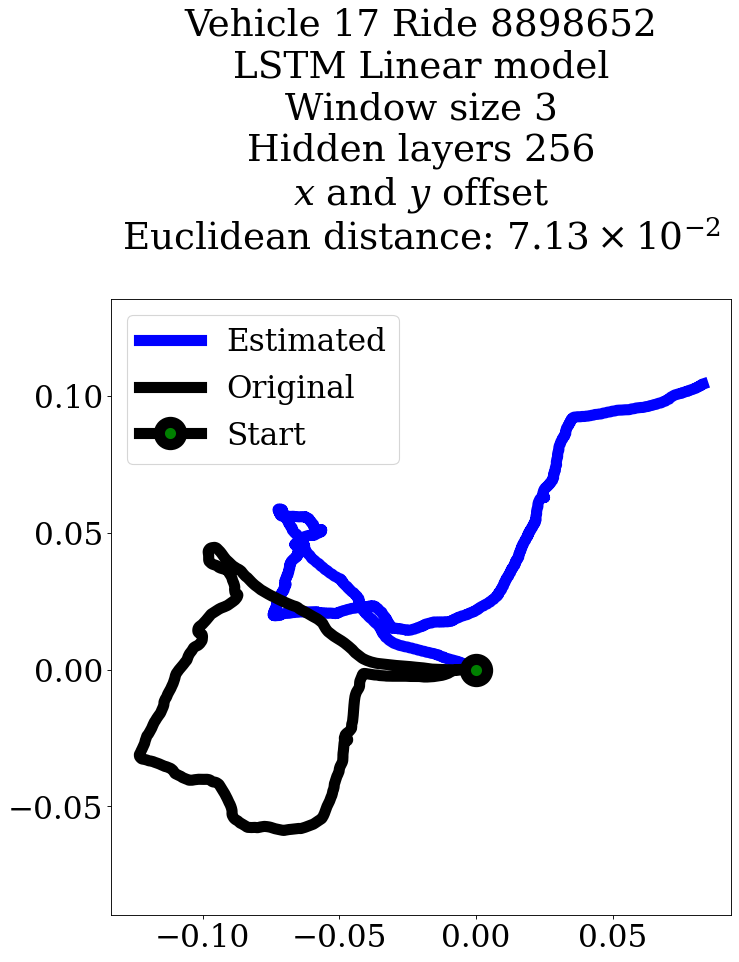 Vehicle 17 Ride 8898652
LSTM Linear model
Window size 3
Hidden layers 256
x and y offset
Euclidean distance: 7.13 × 10⁻²
Estimated
Original
Start
0.10
0.05
0.00
−0.05
−0.10 −0.05 0.00 0.05